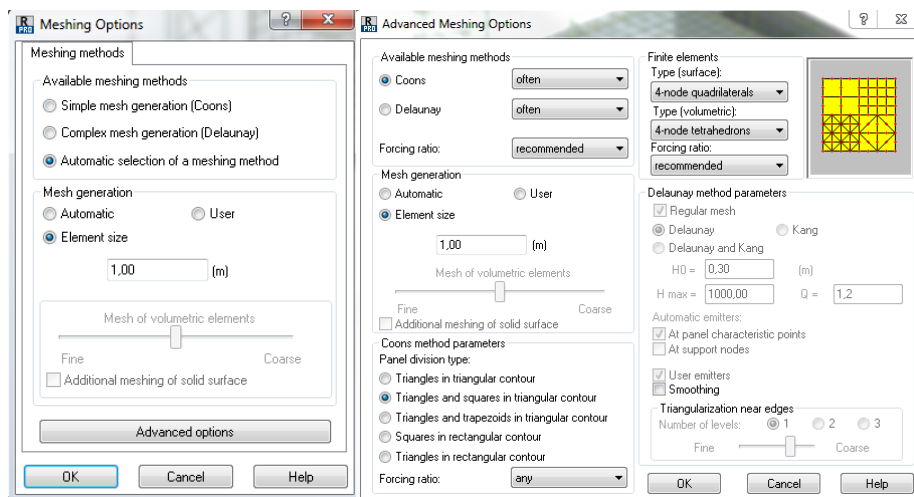 Meshing Options
Meshing methods
Available meshing methods
Simple mesh generation (Coons)
Complex mesh generation (Delaunay)
Automatic selection of a meshing method
Mesh generation
Automatic User
Element size
1,00 (m)
Mesh of volumetric elements
Fine Coarse
Additional meshing of solid surface
Advanced options
OK Cancel Help
Advanced Meshing Options
Available meshing methods
Coons often
Delaunay often
Forcing ratio: recommended
Mesh generation
Automatic User
Element size
1,00 (m)
Mesh of volumetric elements
Fine Coarse
Additional meshing of solid surface
Coons method parameters
Panel division type:
Triangles in triangular contour
Triangles and squares in triangular contour
Triangles and trapezoids in triangular contour
Squares in rectangular contour
Triangles in rectangular contour
Forcing ratio: any
Finite elements
Type (surface):
4-node quadrilaterals
Type (volumetric):
4-node tetrahedrons
Forcing ratio:
recommended
Delaunay method parameters
Regular mesh
Delaunay Kang
Delaunay and Kang
H0 = 0,30 (m)
H max = 1000,00 Q = 1,2
Automatic emitters:
At panel characteristic points
At support nodes
User emitters
Smoothing
Triangularization near edges
Number of levels: 1 2 3
Fine Coarse
OK Cancel Help